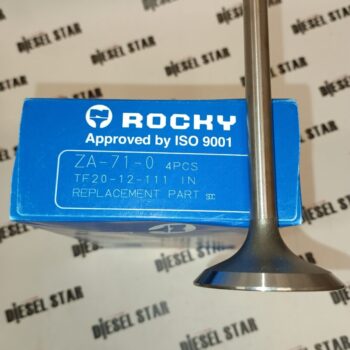 DIESEL STAR
ROCKY
Approved by ISO 9001
ZA-71-0 4PCS
TF20-12-111 IN
REPLACEMENT PART